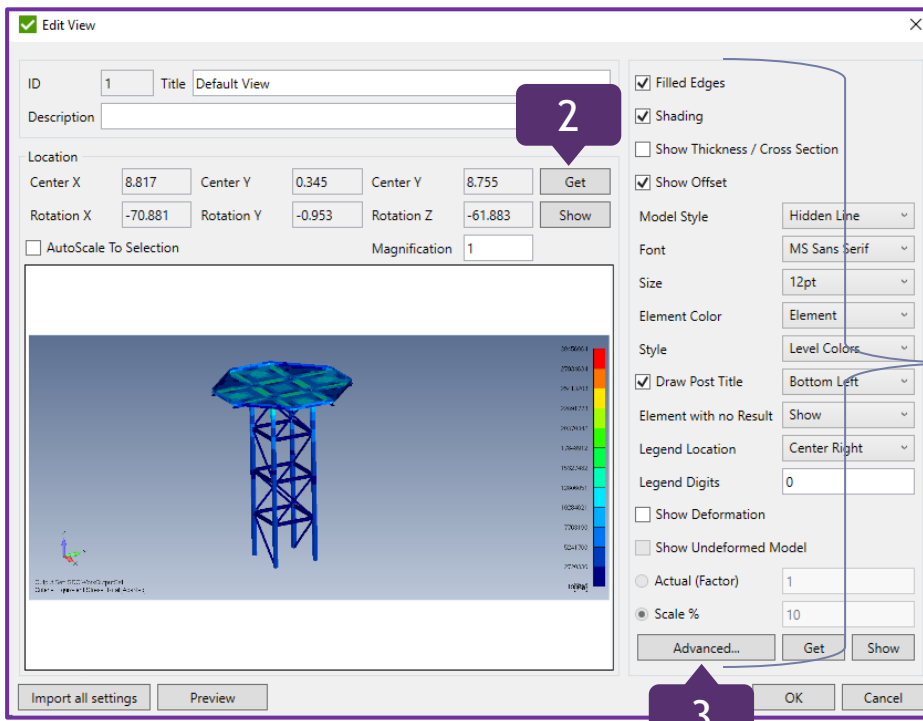 Edit View
ID 1 Title Default View
Description
2
Location
Center X 8.817 Center Y 0.345 Center Y 8.755 Get
Rotation X -70.881 Rotation Y -0.953 Rotation Z -61.883 Show
AutoScale To Selection Magnification 1
Filled Edges
Shading
Show Thickness / Cross Section
Show Offset
Model Style Hidden Line
Font MS Sans Serif
Size 12pt
Element Color Element
Style Level Colors
Draw Post Title Bottom Left
Element with no Result Show
Legend Location Center Right
Legend Digits 0
Show Deformation
Show Undeformed Model
Actual (Factor) 1
Scale % 10
Advanced... Get Show
3
Import all settings Preview OK Cancel